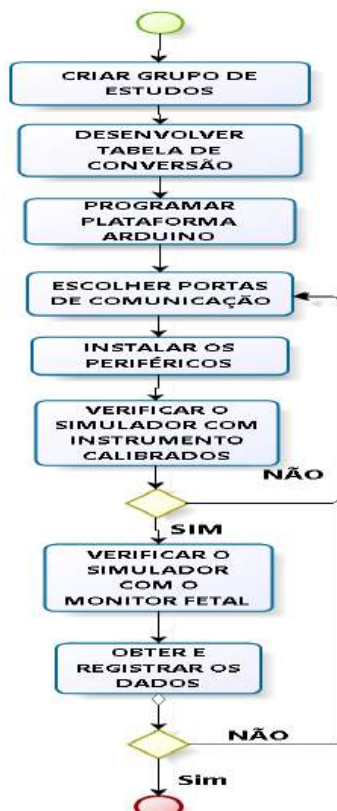 CRIAR GRUPO DE
ESTUDOS
DESENVOLVER
TABELA DE
CONVERSÃO
PROGRAMAR
PLATAFORMA
ARDUINO
ESCOLHER PORTAS
DE COMUNICAÇÃO
INSTALAR OS
PERIFÉRICOS
VERIFICAR O
SIMULADOR COM
INSTRUMENTO
CALIBRADOS
NÃO
SIM
VERIFICAR O
SIMULADOR
COM O
MONITOR FETAL
OBTER E
REGISTRAR OS
DADOS
NÃO
Sim